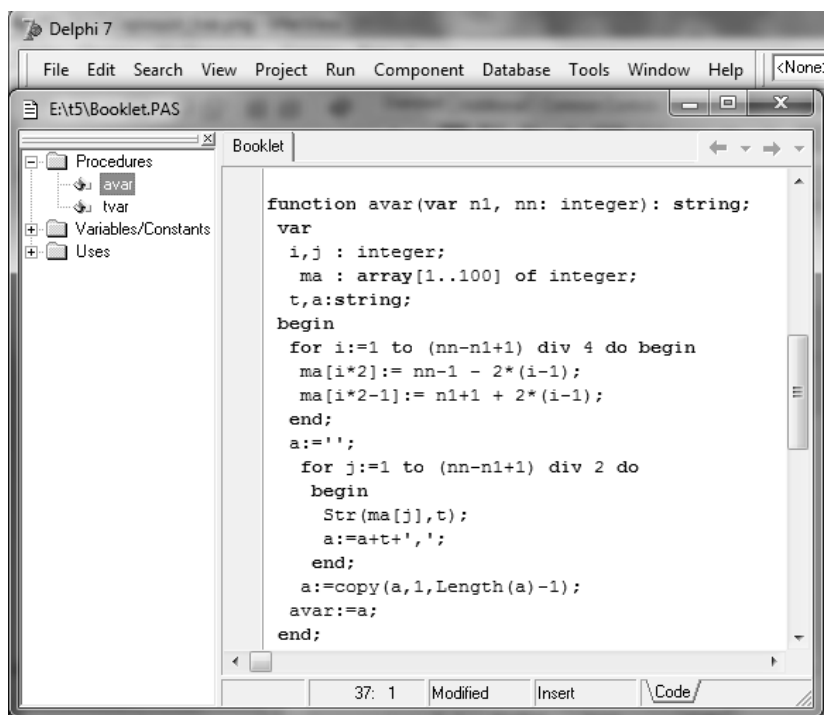 Delphi 7
File Edit Search View Project Run Component Database Tools Window Help <None>
E:\t5\Booklet.PAS
Procedures
avar
tvar
Variables/Constants
Uses
Booklet
function avar(var n1, nn: integer): string;
var
i,j : integer;
ma : array[1..100] of integer;
t,a:string;
begin
for i:=1 to (nn-n1+1) div 4 do begin
ma[i*2]:= nn-1 - 2*(i-1);
ma[i*2-1]:= n1+1 + 2*(i-1);
end;
a:='';
for j:=1 to (nn-n1+1) div 2 do
begin
Str(ma[j],t);
a:=a+t+',';
end;
a:=copy(a,1,Length(a)-1);
avar:=a;
end;
37: 1 Modified Insert \Code/